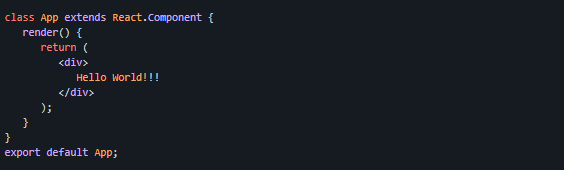 class App extends React.Component {
   render() {
      return (
         <div>
            Hello World!!!
         </div>
      );
   }
}
export default App;